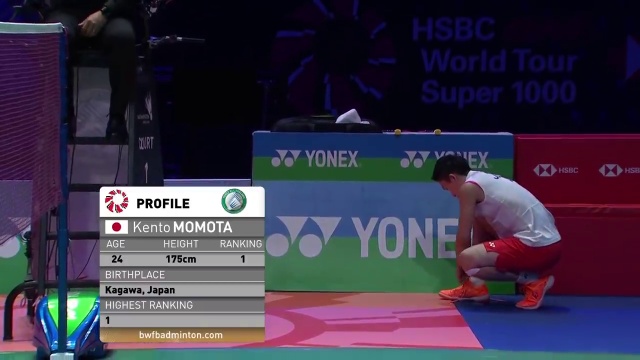 HSBC
World Tour
Super 1000
YONEX
YONEX
HSBC
HSBC
YONEX
PROFILE
Kento MOMOTA
AGE HEIGHT RANKING
24 175cm 1
BIRTHPLACE
Kagawa, Japan
HIGHEST RANKING
1
bwfbadminton.com